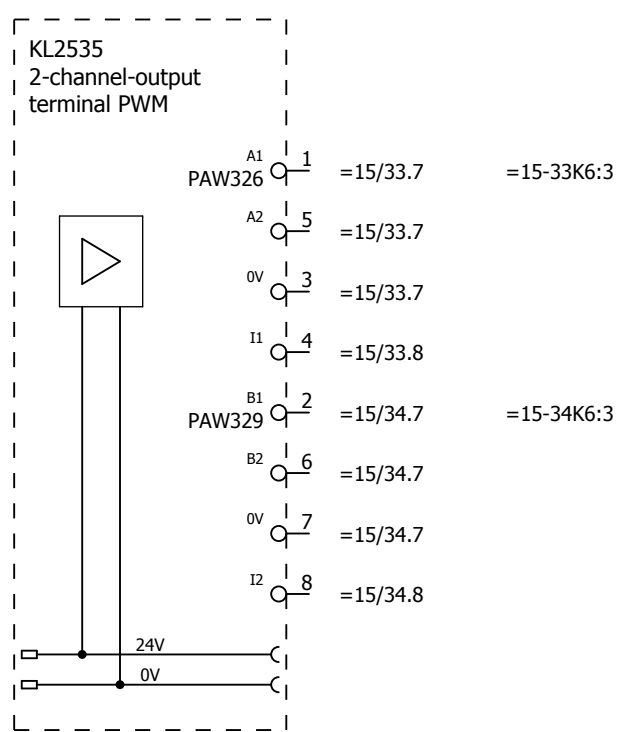 KL2535
2-channel-output
terminal PWM
A1 1 =15/33.7 =15-33K6:3
PAW326
A2 5 =15/33.7
0V 3 =15/33.7
I1 4 =15/33.8
B1 2 =15/34.7 =15-34K6:3
PAW329
B2 6 =15/34.7
0V 7 =15/34.7
I2 8 =15/34.8
24V
0V